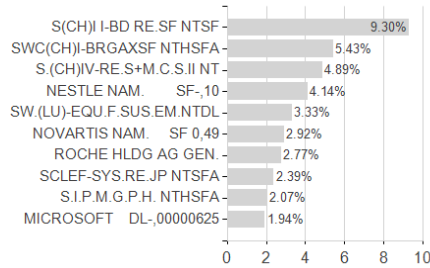 S(CH)I I-BD RE.SF NTSF 9.30%
SWC(CH)I-BRGAXSF NTHSFA 5.43%
S.(CH)IV-RE.S+M.C.S.II NT 4.89%
NESTLE NAM. SF-,10 4.14%
SW.(LU)-EQU.F.SUS.EM.NTDL 3.33%
NOVARTIS NAM. SF 0,49 2.92%
ROCHE HLDG AG GEN. 2.77%
SCLEF-SYS.RE.JP NTSFA 2.39%
S.I.P.M.G.P.H. NTHSFA 2.07%
MICROSOFT DL-,00000625 1.94%
0 2 4 6 8 10